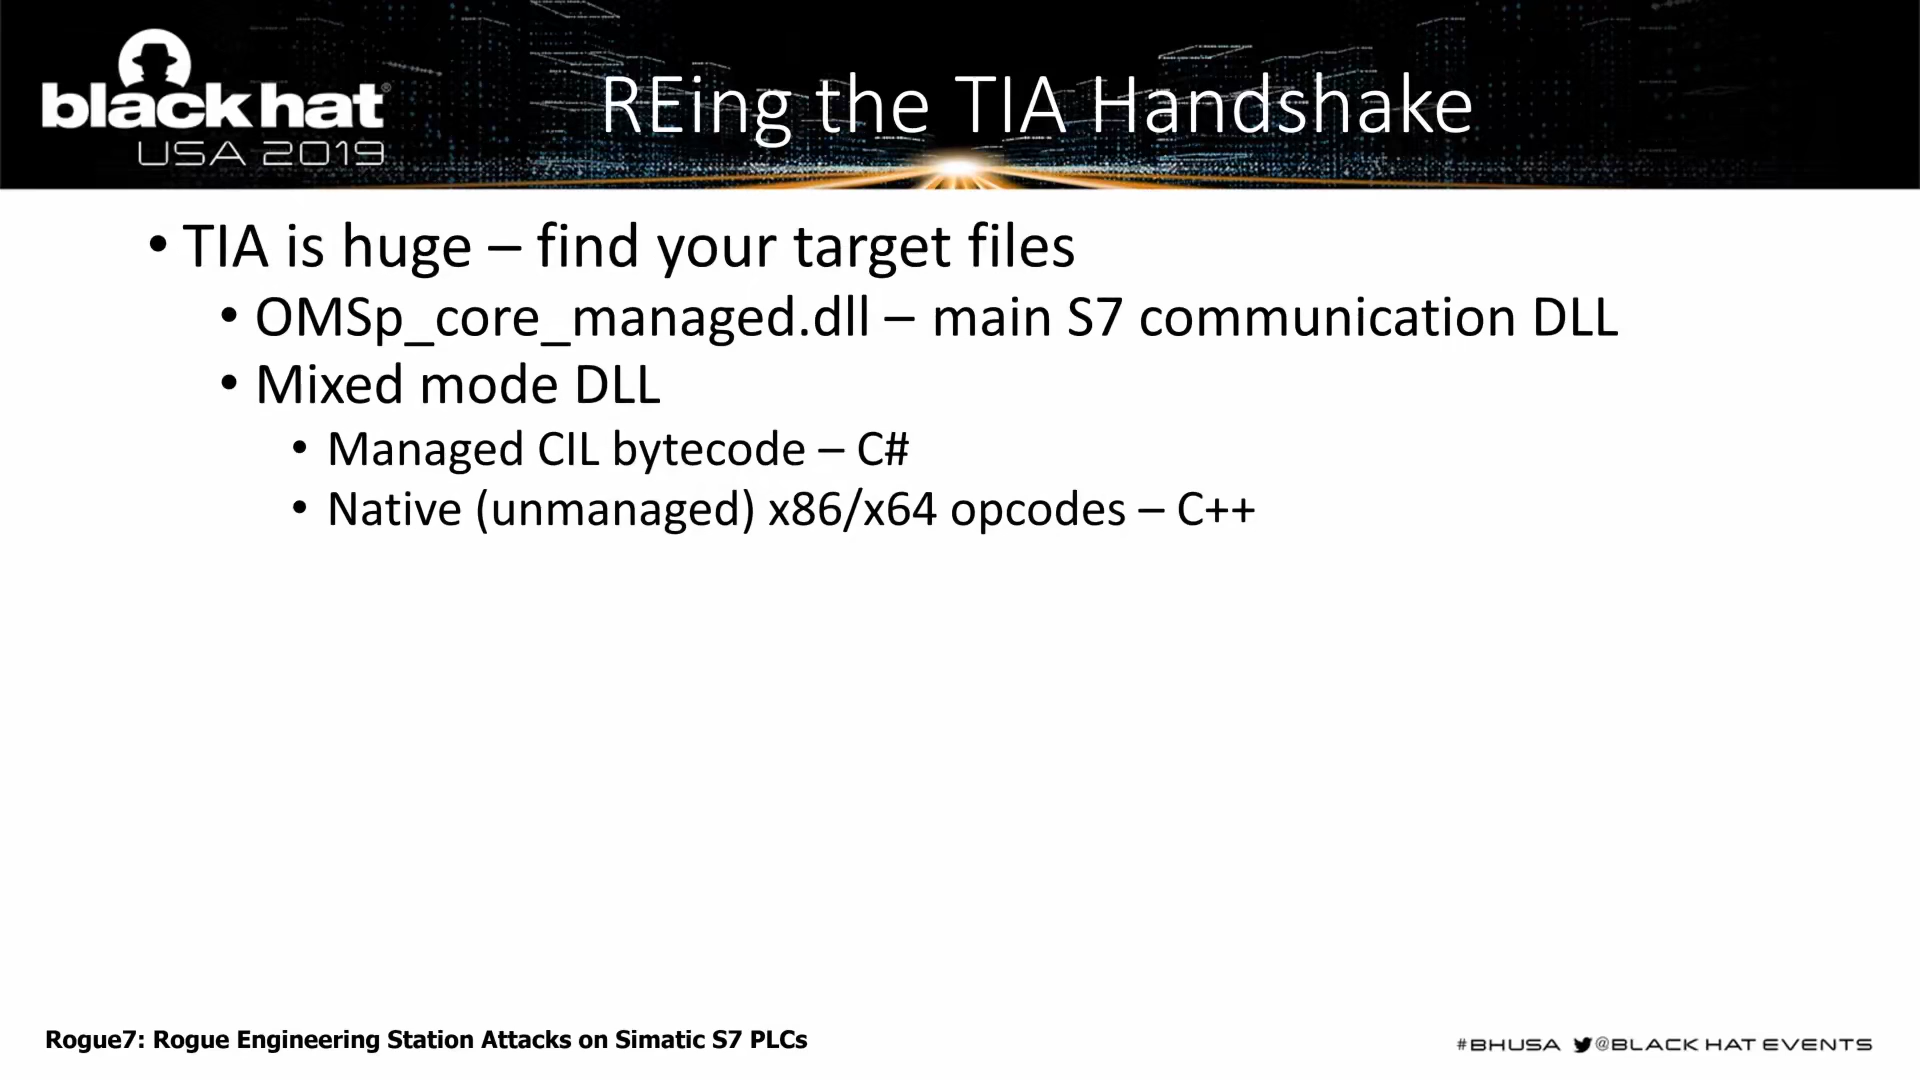 black hat®
USA 2019
REing the TIA Handshake
• TIA is huge – find your target files
• OMSp_core_managed.dll – main S7 communication DLL
• Mixed mode DLL
• Managed CIL bytecode – C#
• Native (unmanaged) x86/x64 opcodes – C++
Rogue7: Rogue Engineering Station Attacks on Simatic S7 PLCs
#BHUSA @BLACK HAT EVENTS